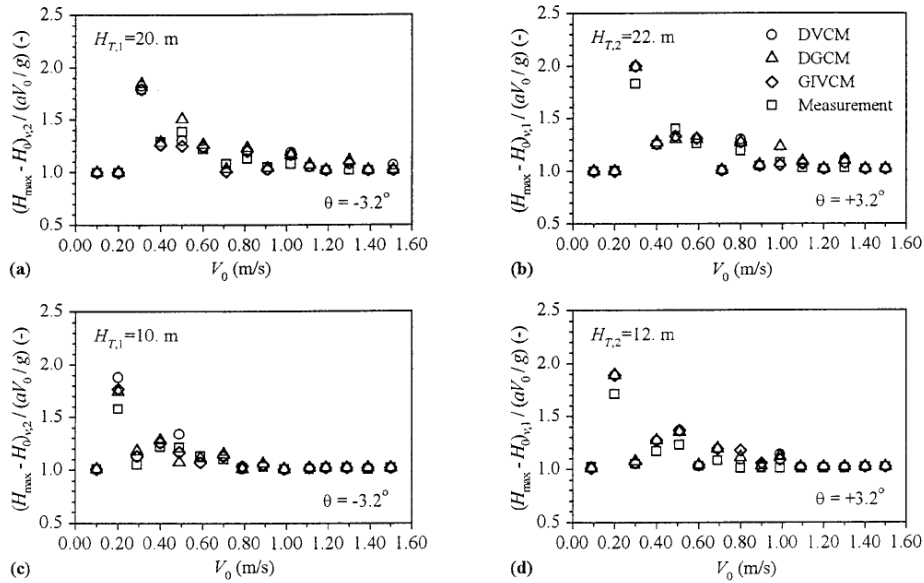 (H_max - H_0)_v,2 / (aV_0 / g) (-)
2.5
2.0
1.5
1.0
0.5
H_T,1=20. m
θ = -3.2°
0.00 0.20 0.40 0.60 0.80 1.00 1.20 1.40 1.60
(a)
V_0 (m/s)
(H_max - H_0)_v,1 / (aV_0 / g) (-)
2.5
2.0
1.5
1.0
0.5
H_T,2=22. m
DVCM
DGCM
GIVCM
Measurement
θ = +3.2°
0.00 0.20 0.40 0.60 0.80 1.00 1.20 1.40 1.60
(b)
V_0 (m/s)
(H_max - H_0)_v,2 / (aV_0 / g) (-)
2.5
2.0
1.5
1.0
0.5
H_T,1=10. m
θ = -3.2°
0.00 0.20 0.40 0.60 0.80 1.00 1.20 1.40 1.60
(c)
V_0 (m/s)
(H_max - H_0)_v,1 / (aV_0 / g) (-)
2.5
2.0
1.5
1.0
0.5
H_T,2=12. m
θ = +3.2°
0.00 0.20 0.40 0.60 0.80 1.00 1.20 1.40 1.60
(d)
V_0 (m/s)